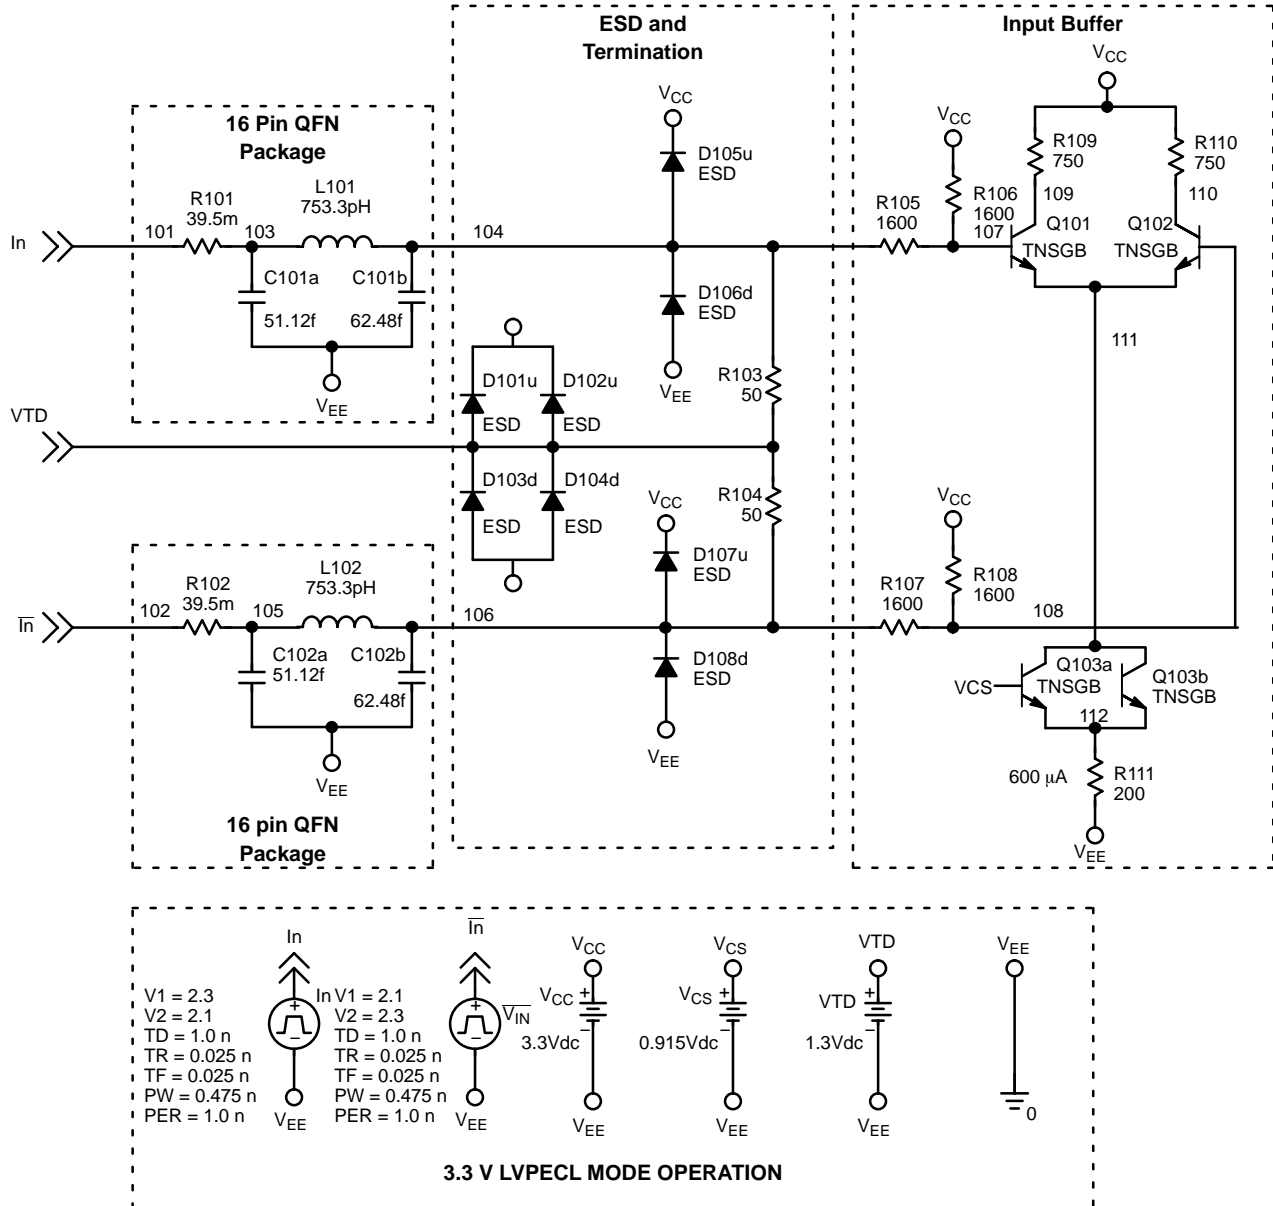 ESD and
Termination
Input Buffer
16 Pin QFN
Package
VCC
VCC
VCC
R109
750
R110
750
109
110
R101
39.5m
L101
753.3pH
D105u
ESD
R105
1600
R106
1600
107
Q101
TNSGB
Q102
TNSGB
In
101
103
104
C101a
51.12f
C101b
62.48f
D106d
ESD
111
VEE
VEE
R103
50
D101u
ESD
D102u
ESD
VTD
D103d
ESD
D104d
ESD
VCC
R104
50
VCC
R102
39.5m
L102
753.3pH
D107u
ESD
R107
1600
R108
1600
In
102
105
106
108
C102a
51.12f
C102b
62.48f
D108d
ESD
Q103a
TNSGB
Q103b
TNSGB
VCS
112
VEE
VEE
600 μA
R111
200
VEE
16 pin QFN
Package
In
In
VCC
VCS
VTD
VEE
V1 = 2.3
V2 = 2.1
TD = 1.0 n
TR = 0.025 n
TF = 0.025 n
PW = 0.475 n
PER = 1.0 n
+
−
In
VEE
V1 = 2.1
V2 = 2.3
TD = 1.0 n
TR = 0.025 n
TF = 0.025 n
PW = 0.475 n
PER = 1.0 n
+
−
VIN
VEE
VCC
+
−
3.3Vdc
VEE
VCS
+
−
0.915Vdc
VEE
VTD
+
−
1.3Vdc
VEE
0
3.3 V LVPECL MODE OPERATION